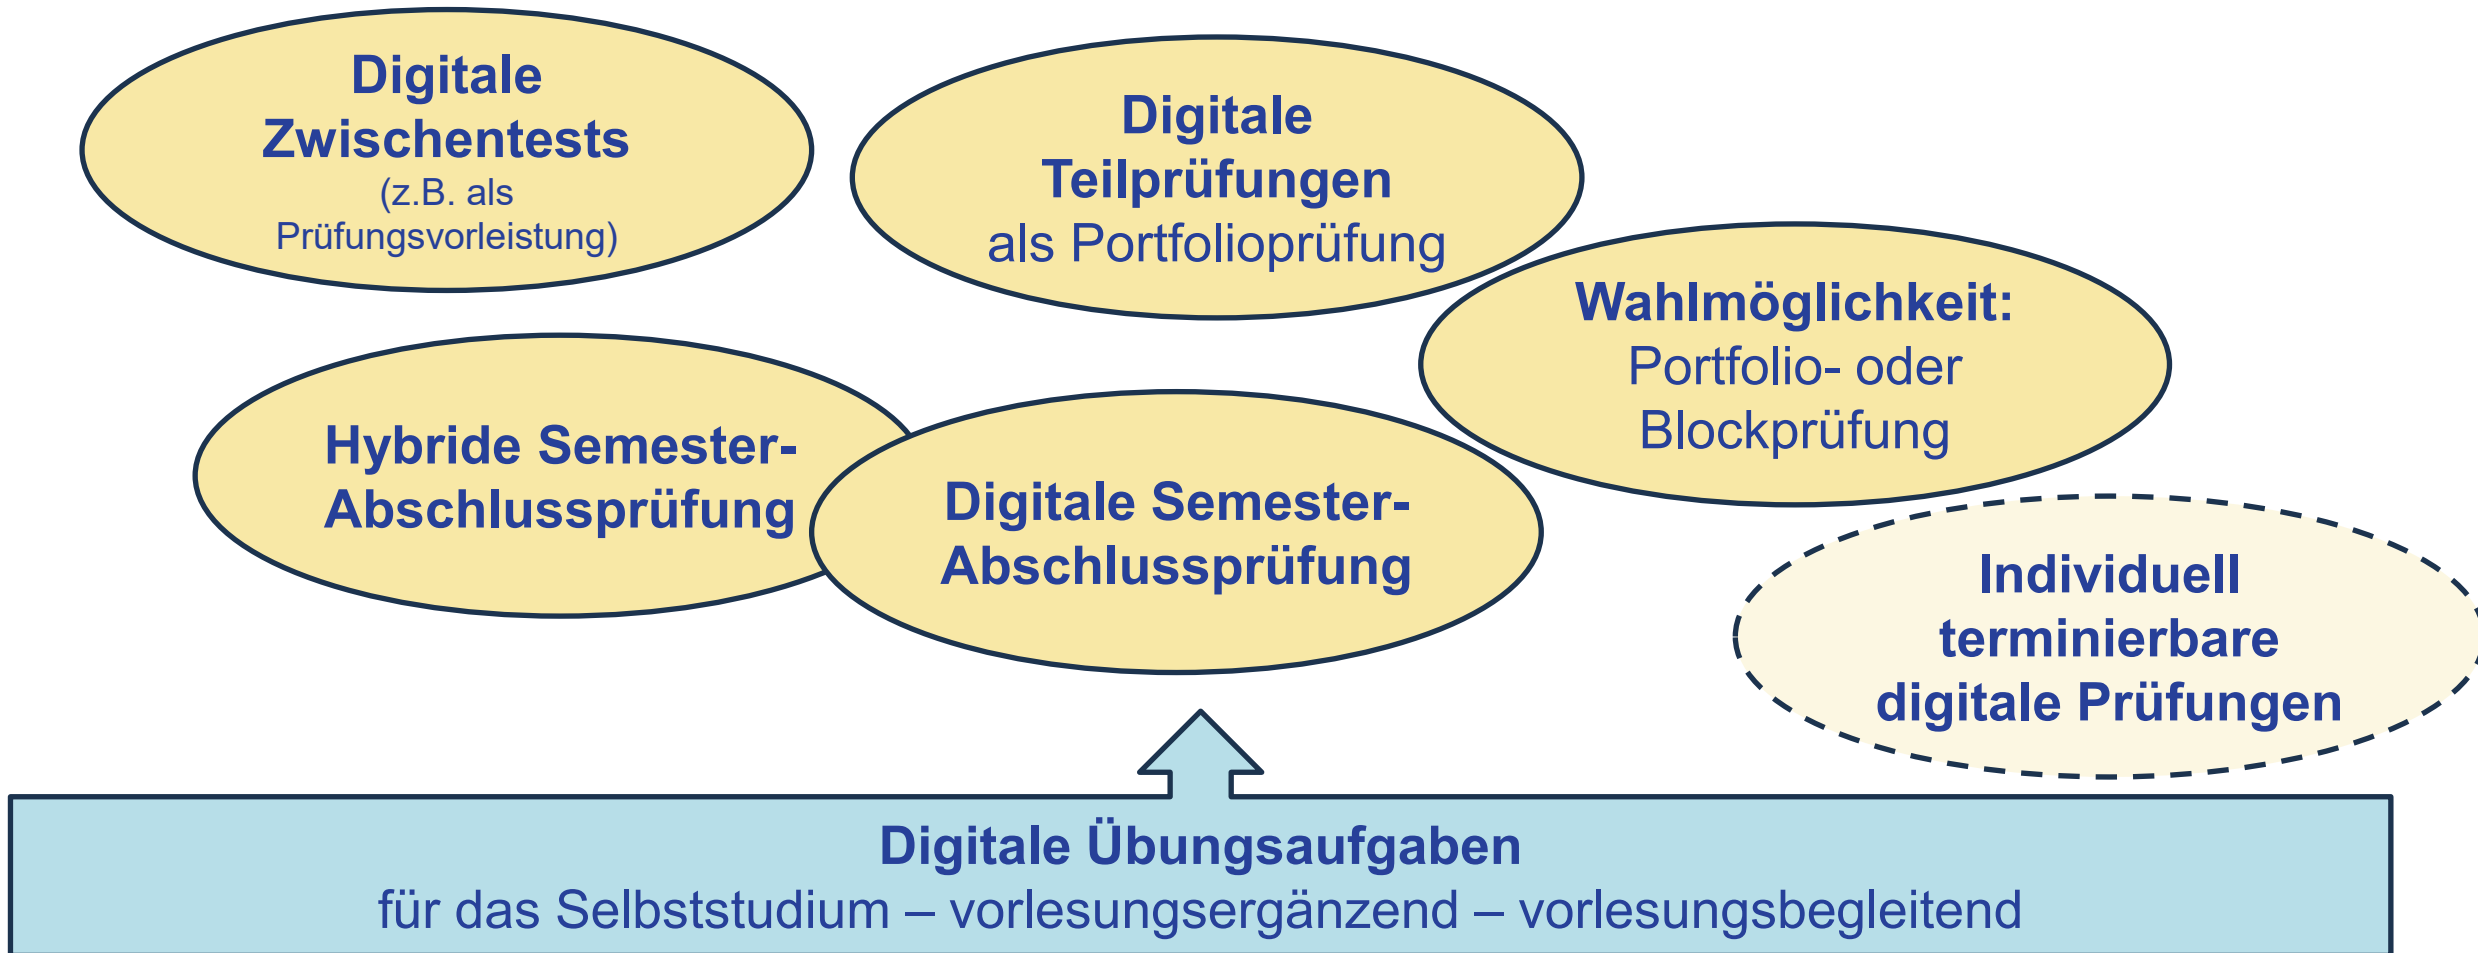 Digitale
Zwischentests
(z.B. als
Prüfungsvorleistung)
Digitale
Teilprüfungen
als Portfolioprüfung
Wahlmöglichkeit:
Portfolio- oder
Blockprüfung
Hybride Semester-
Abschlussprüfung
Digitale Semester-
Abschlussprüfung
Individuell
terminierbare
digitale Prüfungen
Digitale Übungsaufgaben
für das Selbststudium – vorlesungsergänzend – vorlesungsbegleitend